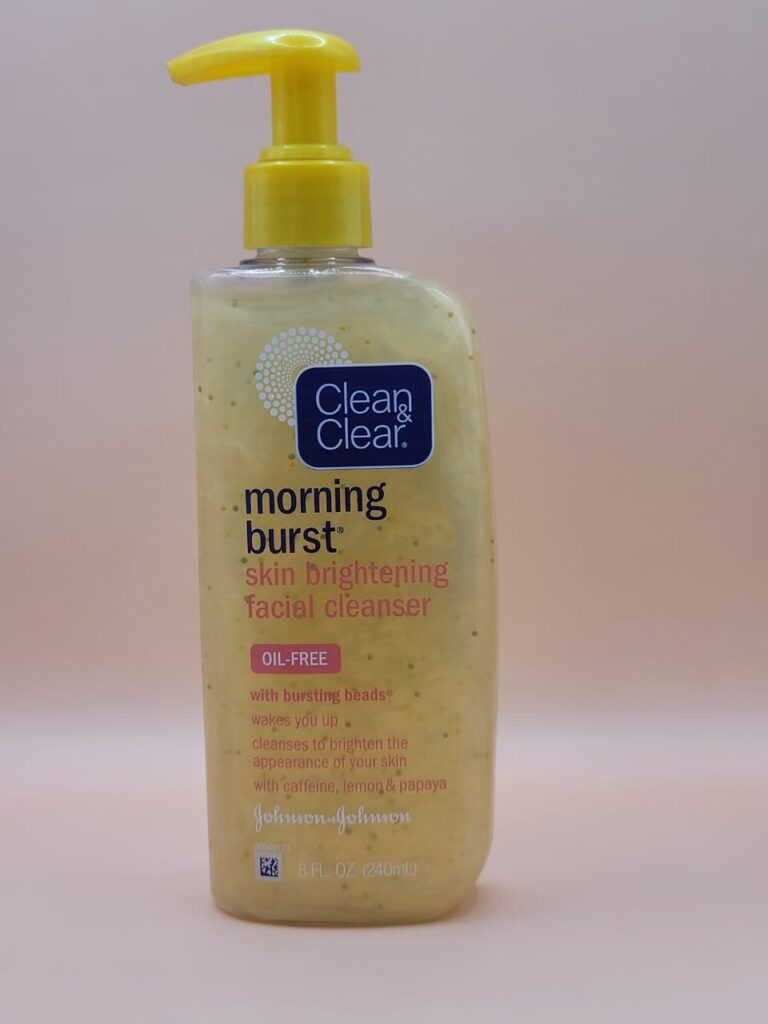 Clean
&
Clear®
morning
burst®
skin brightening
facial cleanser
OIL-FREE
with bursting beads®
wakes you up
cleanses to brighten the
appearance of your skin
with caffeine, lemon & papaya
Johnson & Johnson
8 FL. OZ. (240mL)